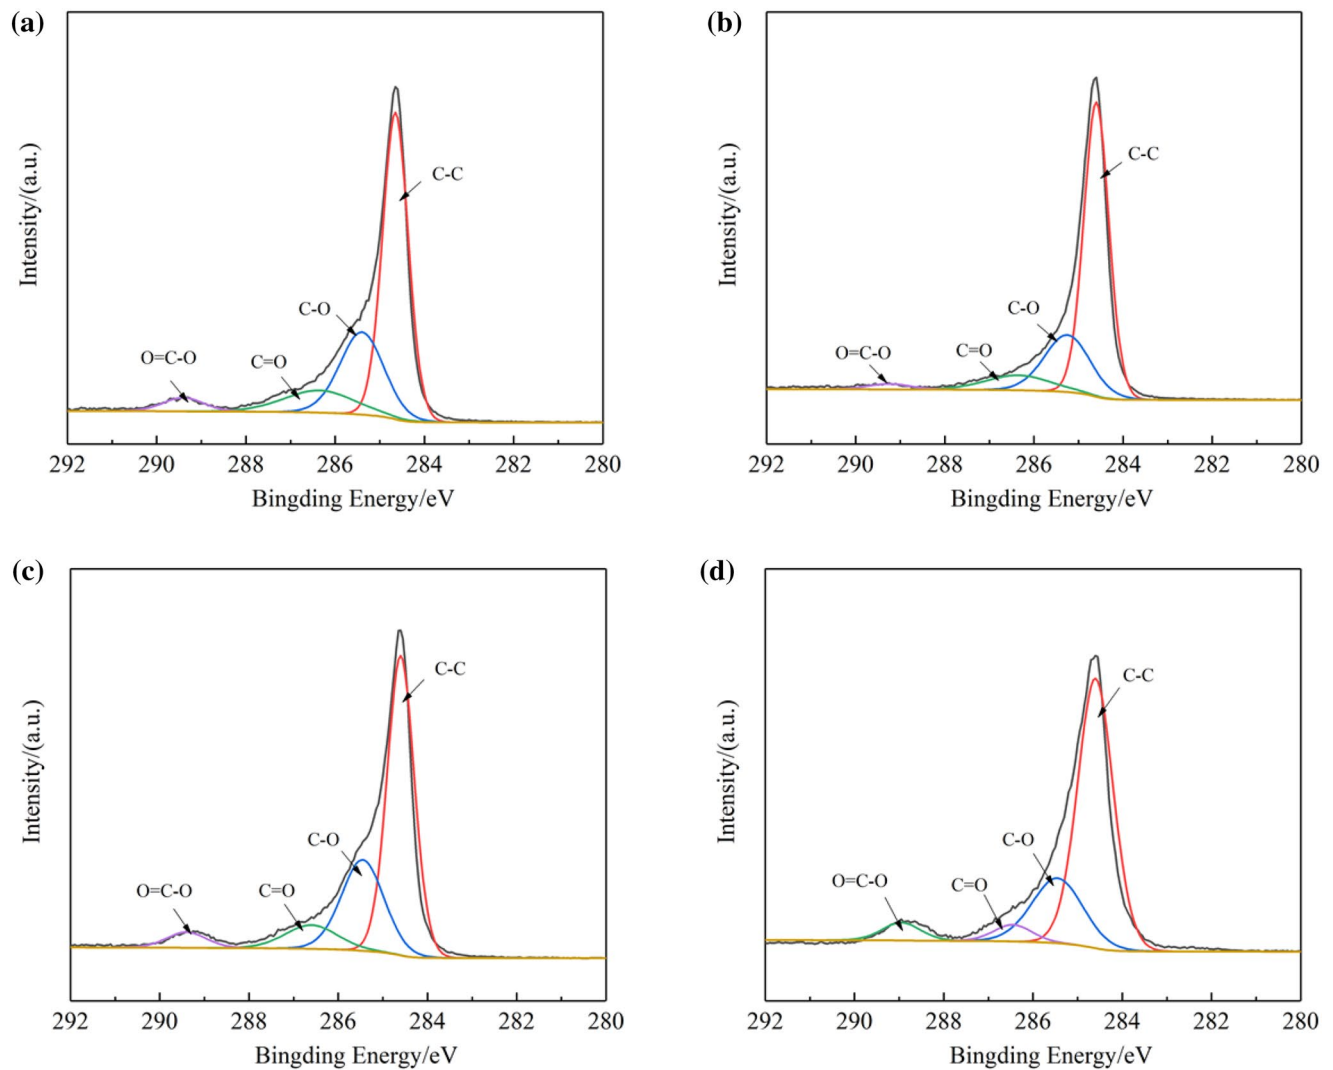 (a)
Intensity/(a.u.)
C-C
C-O
C=O
O=C-O
292 290 288 286 284 282 280
Bingding Energy/eV
(b)
Intensity/(a.u.)
C-C
C-O
C=O
O=C-O
292 290 288 286 284 282 280
Bingding Energy/eV
(c)
Intensity/(a.u.)
C-C
C-O
C=O
O=C-O
292 290 288 286 284 282 280
Bingding Energy/eV
(d)
Intensity/(a.u.)
C-C
C-O
C=O
O=C-O
292 290 288 286 284 282 280
Bingding Energy/eV